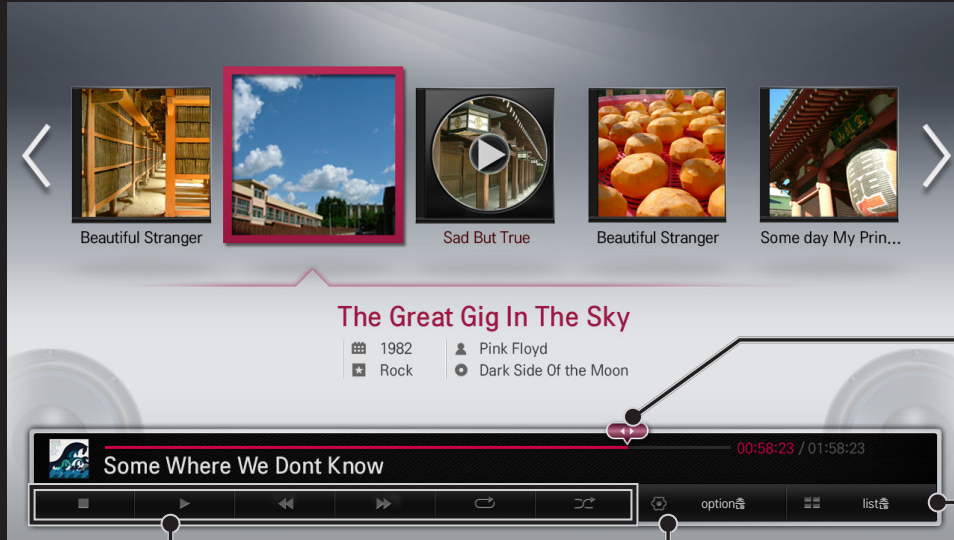 Beautiful Stranger
Sad But True
Beautiful Stranger
Some day My Prin...
The Great Gig In The Sky
1982
Pink Floyd
Rock
Dark Side Of the Moon
00:58:23 / 01:58:23
Some Where We Dont Know
option
list